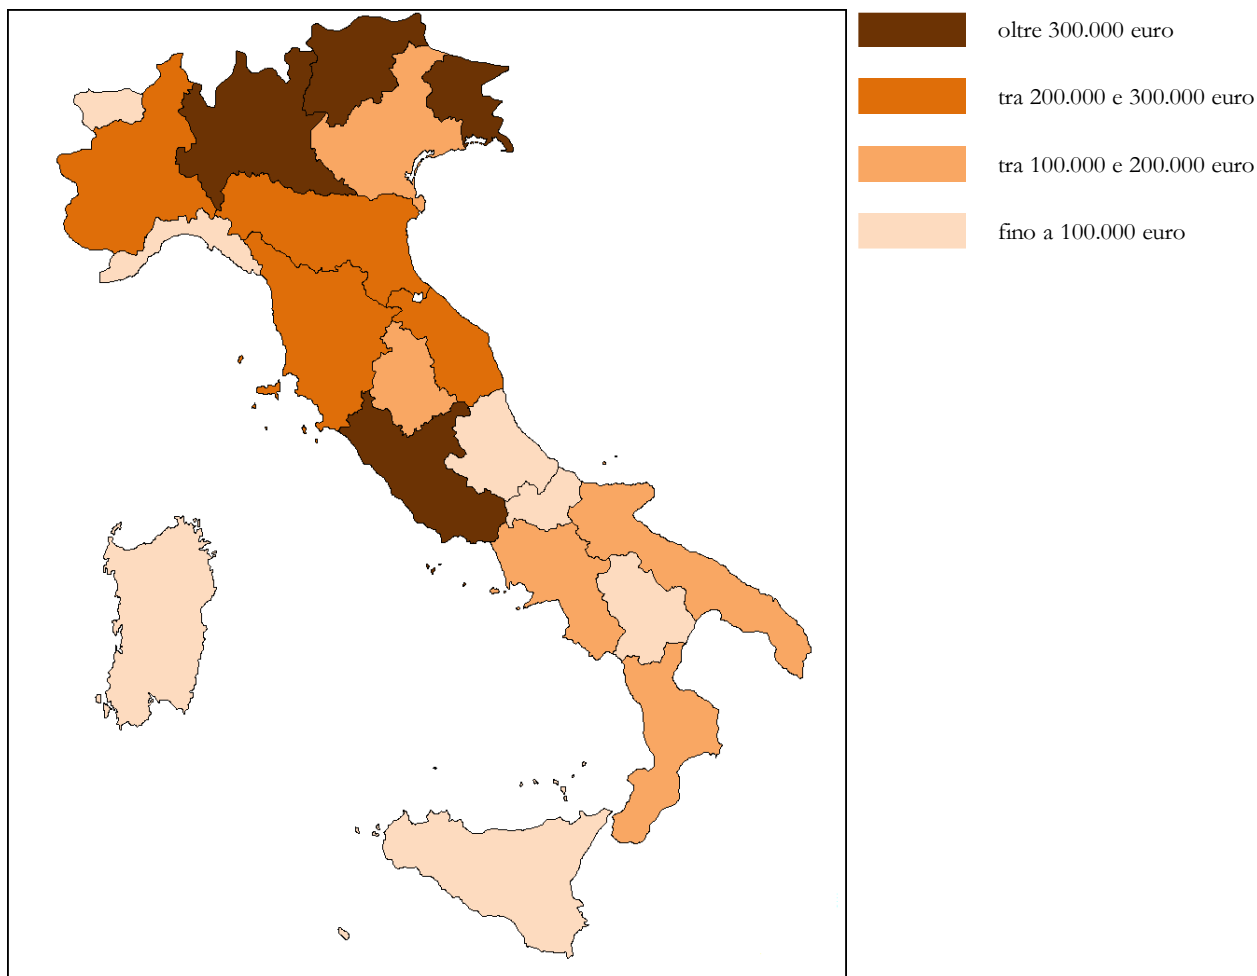 oltre 300.000 euro
tra 200.000 e 300.000 euro
tra 100.000 e 200.000 euro
fino a 100.000 euro